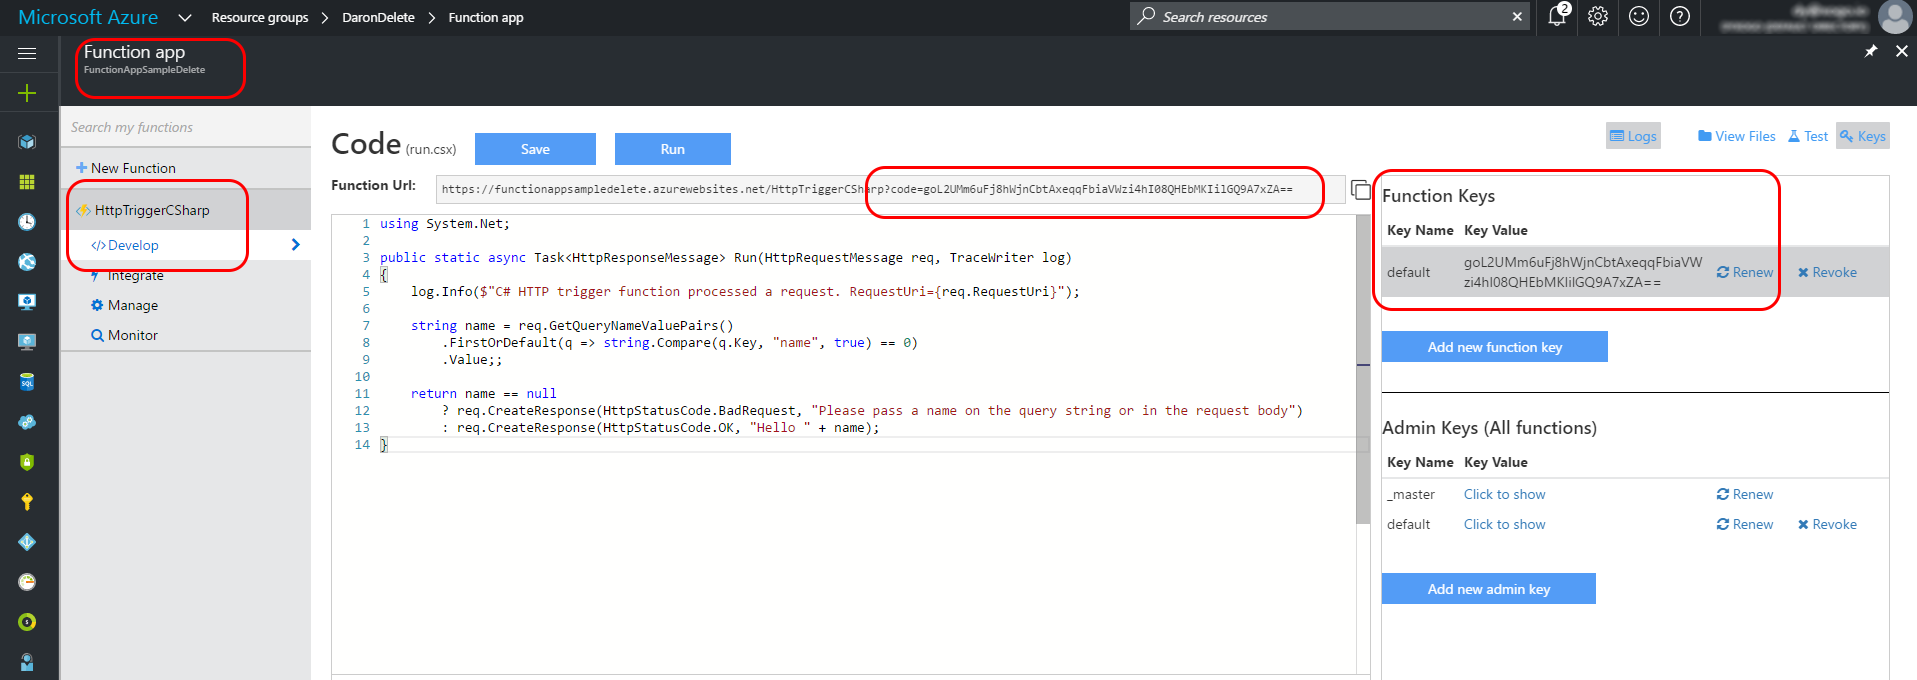 Microsoft Azure Resource groups > DaronDelete > Function app Search resources 2
Function app
FunctionAppSampleDelete
Search my functions
New Function
HttpTriggerCSharp
</>Develop
Integrate
Manage
Monitor
Code (run.csx) Save Run
Logs View Files Test Keys
Function Url: https://functionappsampledelete.azurewebsites.net/HttpTriggerCSharp?code=goL2UMm6uFj8hWjnCbtAxeqqFbiaVWzi4hI08QHEbMKIilGQ9A7xZA==
1 using System.Net;
2
3 public static async Task<HttpResponseMessage> Run(HttpRequestMessage req, TraceWriter log)
4 {
5 log.Info($"C# HTTP trigger function processed a request. RequestUri={req.RequestUri}");
6
7 string name = req.GetQueryNameValuePairs()
8 .FirstOrDefault(q => string.Compare(q.Key, "name", true) == 0)
9 .Value;;
10
11 return name == null
12 ? req.CreateResponse(HttpStatusCode.BadRequest, "Please pass a name on the query string or in the request body")
13 : req.CreateResponse(HttpStatusCode.OK, "Hello " + name);
14 }
Function Keys
Key Name Key Value
default goL2UMm6uFj8hWjnCbtAxeqqFbiaVW
zi4hI08QHEbMKIilGQ9A7xZA== Renew Revoke
Add new function key
Admin Keys (All functions)
Key Name Key Value
_master Click to show Renew
default Click to show Renew Revoke
Add new admin key
SQL